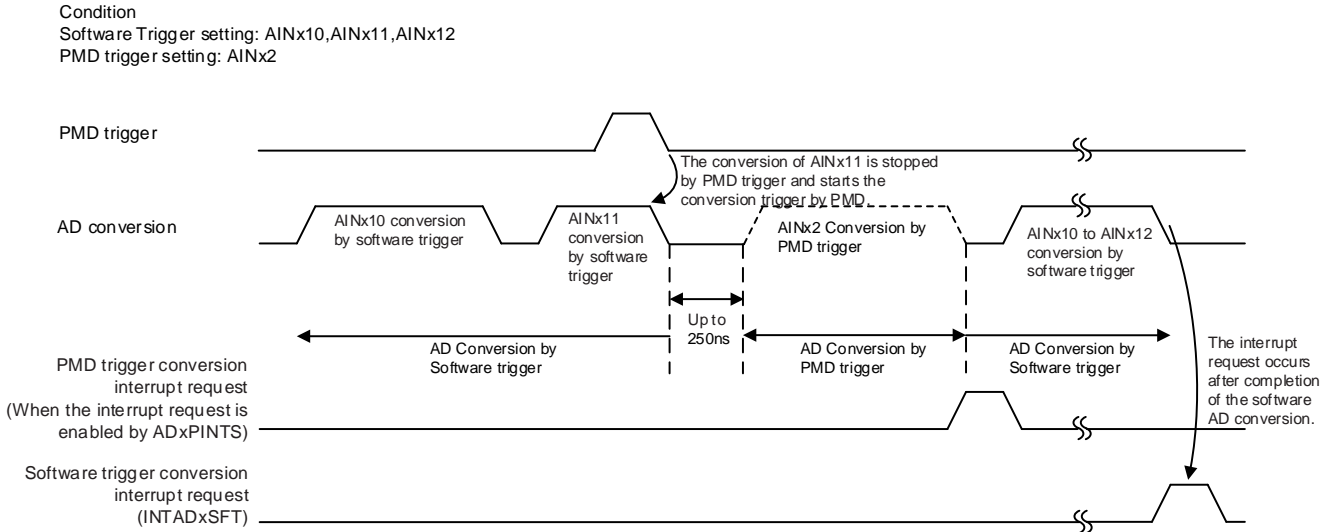 Condition
Software Trigger setting: AINx10,AINx11,AINx12
PMD trigger setting: AINx2
PMD trigger
The conversion of AINx11 is stopped
by PMD trigger and starts the
conversion trigger by PMD.
AD conversion
AINx10 conversion
by software trigger
AINx11
conversion
by software
trigger
AINx2 Conversion by
PMD trigger
AINx10 to AINx12
conversion by
software trigger
Up to
250ns
AD Conversion by
Software trigger
AD Conversion by
PMD trigger
AD Conversion by
Software trigger
The interrupt
request occurs
after completion
of the software
AD conversion.
PMD trigger conversion
interrupt request
(When the interrupt request is
enabled by ADxPINTS)
Software trigger conversion
interrupt request
(INTADxSFT)